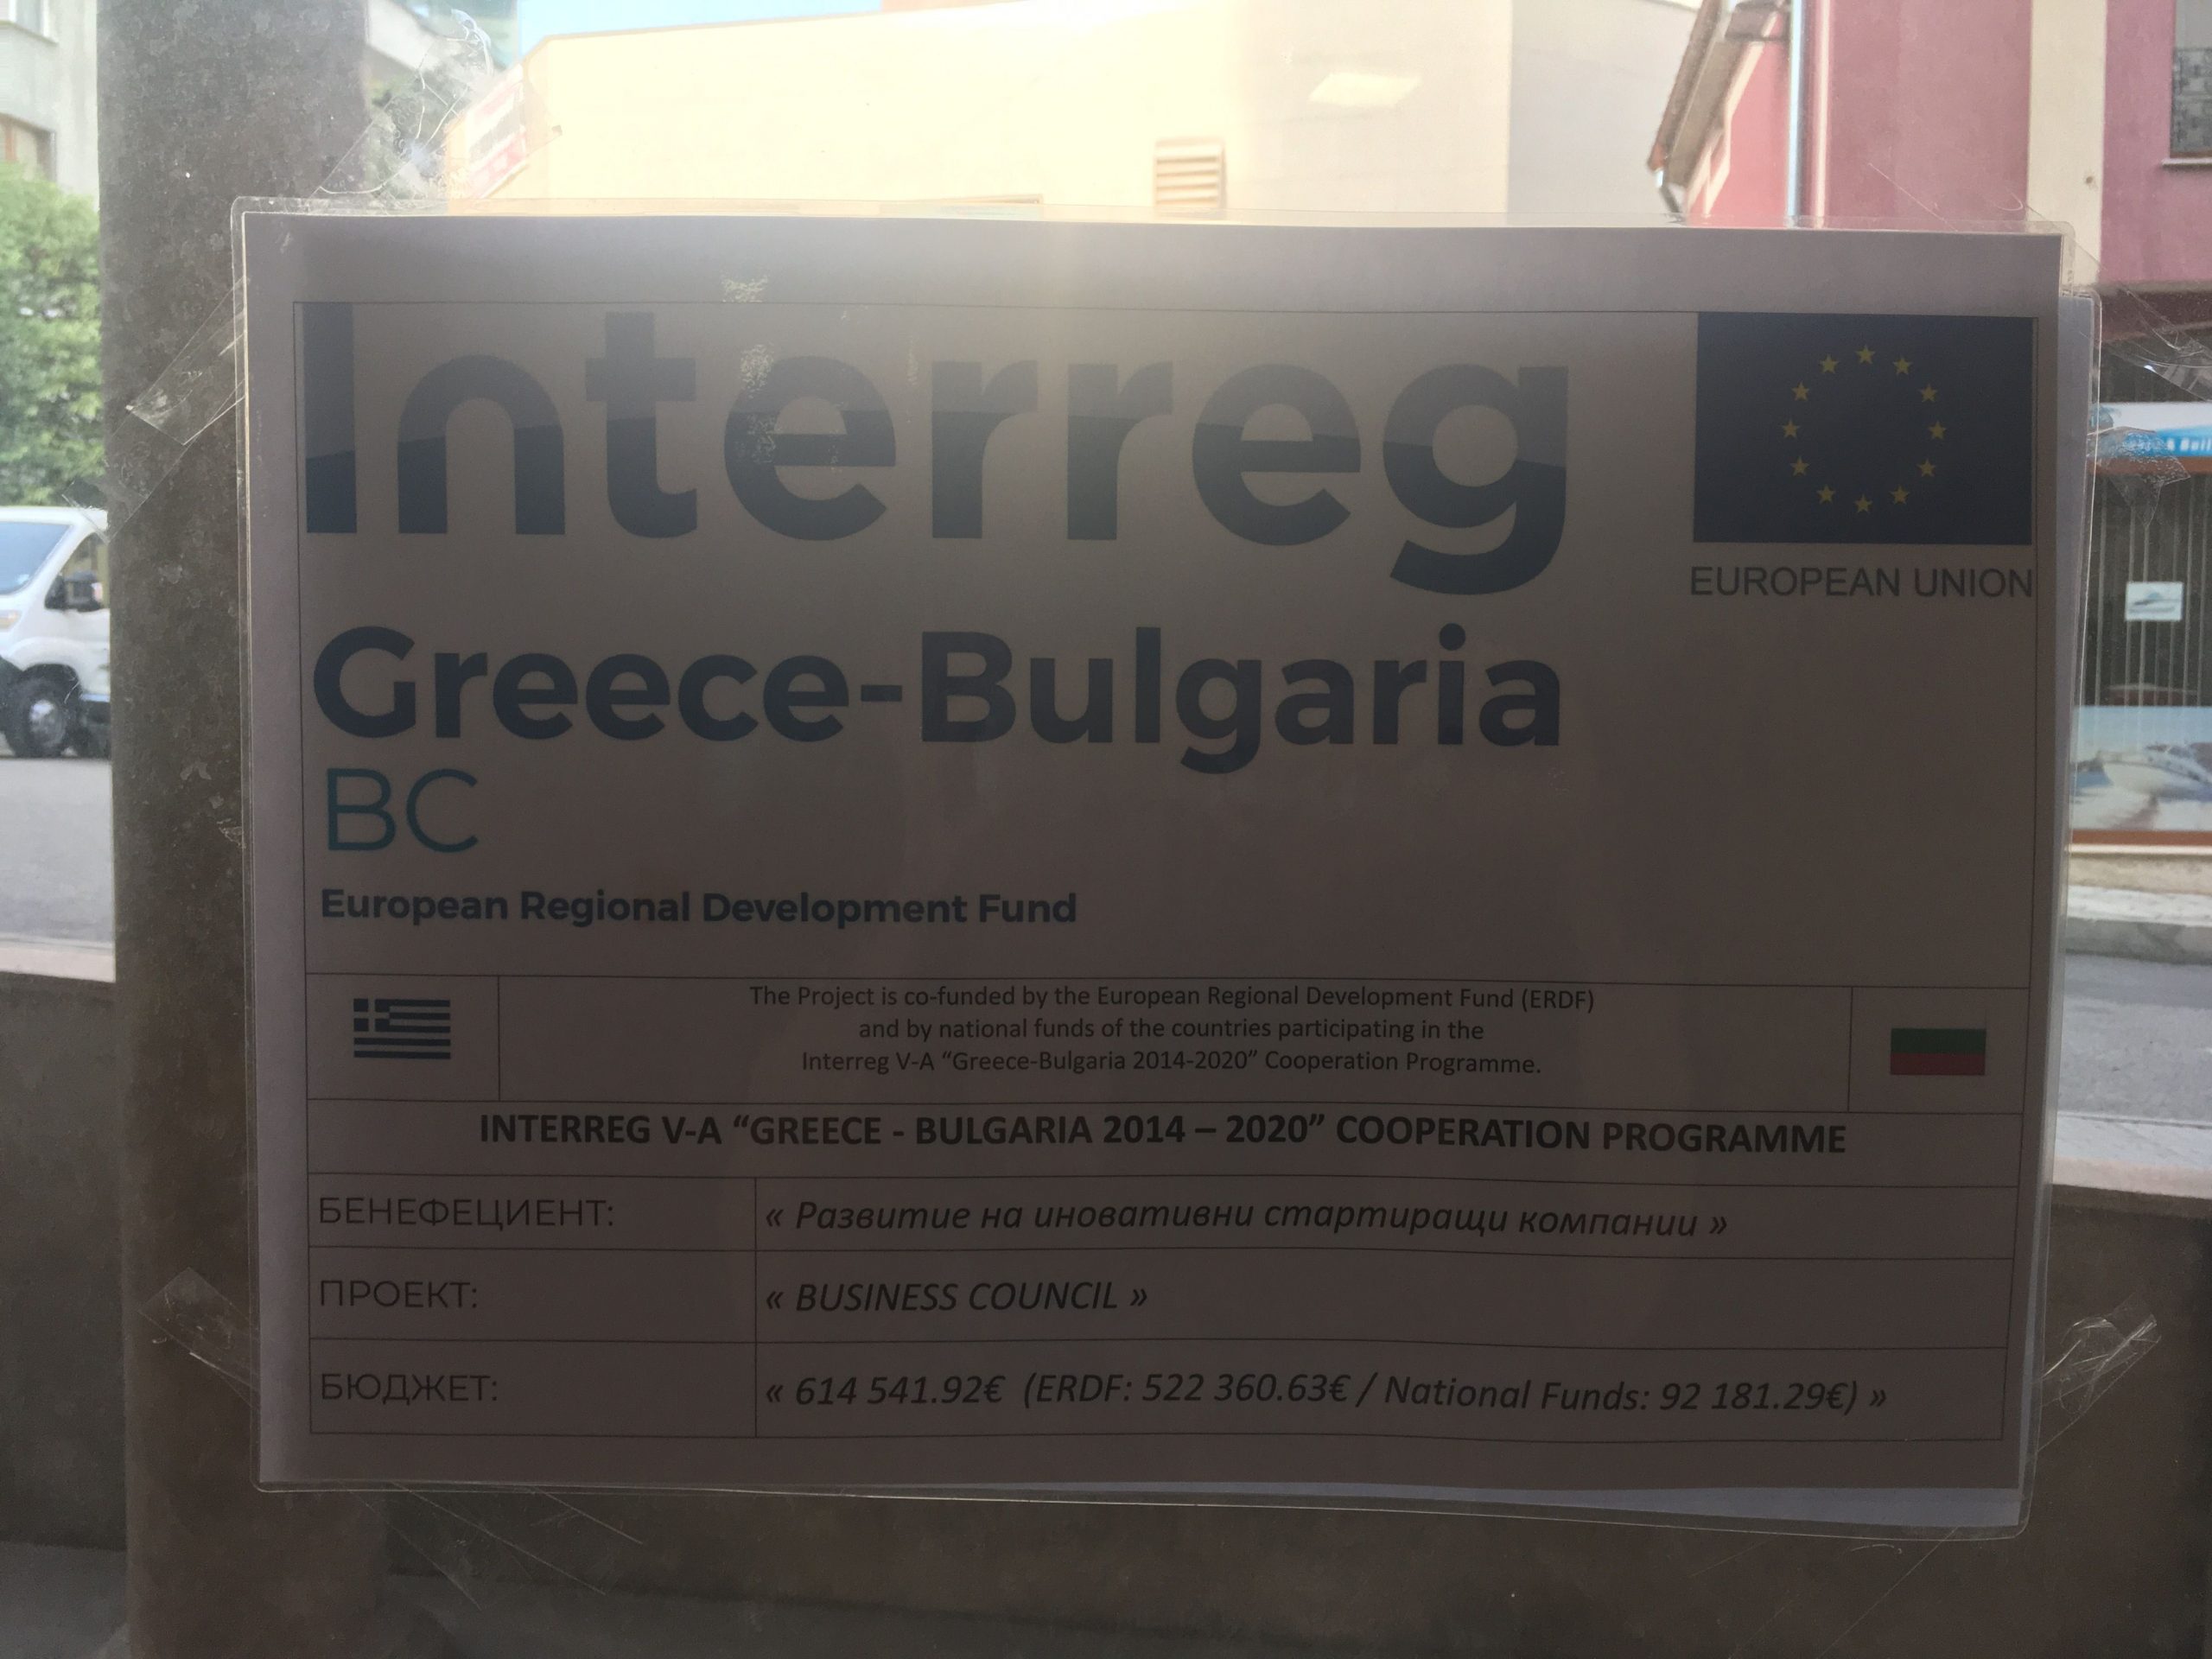 Interreg
EUROPEAN UNION
Greece-Bulgaria
BC
European Regional Development Fund
The Project is co-funded by the European Regional Development Fund (ERDF)
and by national funds of the countries participating in the
Interreg V-A “Greece-Bulgaria 2014-2020” Cooperation Programme.
INTERREG V-A “GREECE - BULGARIA 2014 – 2020” COOPERATION PROGRAMME
БЕНЕФЕЦИЕНТ: « Развитие на иновативни стартиращи компании »
ПРОЕКТ: « BUSINESS COUNCIL »
БЮДЖЕТ: « 614 541.92€ (ERDF: 522 360.63€ / National Funds: 92 181.29€) »